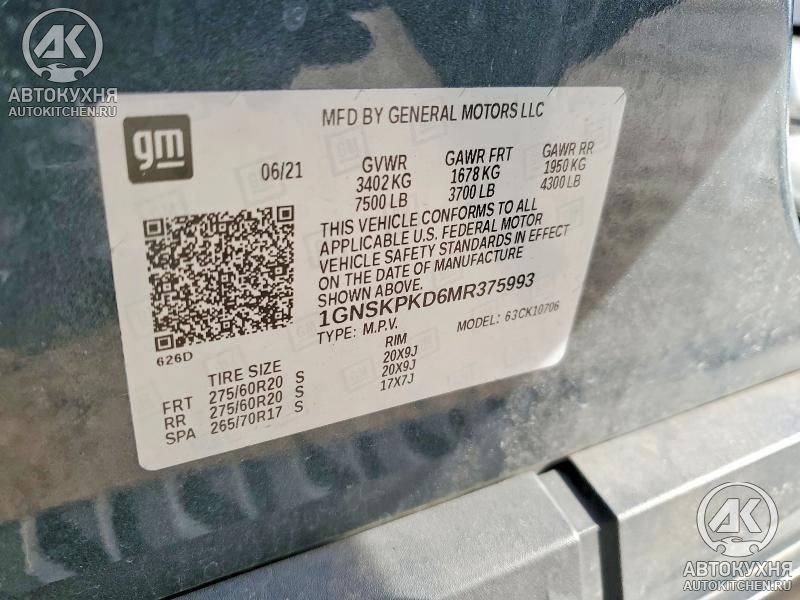 AK
АВТОКУХНЯ
AUTOKITCHEN.RU
gm
MFD BY GENERAL MOTORS LLC
06/21 GVWR GAWR FRT GAWR RR
3402 KG 1678 KG 1950 KG
7500 LB 3700 LB 4300 LB
THIS VEHICLE CONFORMS TO ALL
APPLICABLE U.S. FEDERAL MOTOR
VEHICLE SAFETY STANDARDS IN EFFECT
ON THE DATE OF MANUFACTURE
SHOWN ABOVE
1GNSKPKD6MR375993
TYPE: M.P.V. MODEL: 63CK10706
626D
TIRE SIZE RIM
FRT 275/60R20 S 20X9J
RR 275/60R20 S 20X9J
SPA 265/70R17 S 17X7J
AK
АВТОКУХНЯ
AUTOKITCHEN.RU